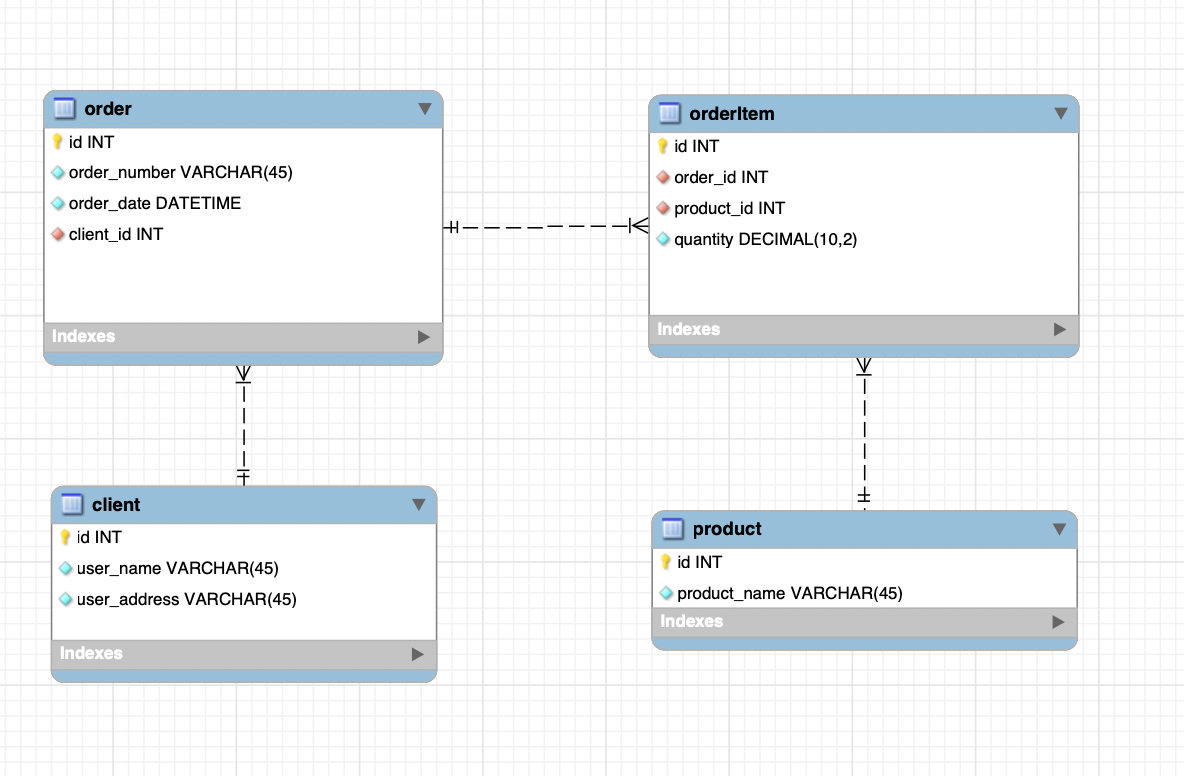 order
id INT
order_number VARCHAR(45)
order_date DATETIME
client_id INT
Indexes
orderItem
id INT
order_id INT
product_id INT
quantity DECIMAL(10,2)
Indexes
client
id INT
user_name VARCHAR(45)
user_address VARCHAR(45)
Indexes
product
id INT
product_name VARCHAR(45)
Indexes